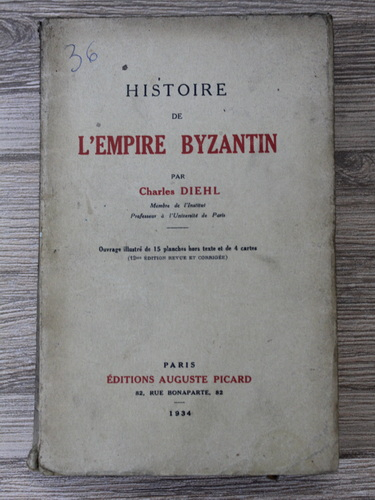 36
HISTOIRE
DE
L'EMPIRE BYZANTIN
PAR
Charles DIEHL
Membre de l'Institut
Professeur à l'Université de Paris
Ouvrage illustré de 15 planches hors texte et de 4 cartes
(12me ÉDITION REVUE ET CORRIGÉE)
PARIS
ÉDITIONS AUGUSTE PICARD
82, RUE BONAPARTE, 82
1934